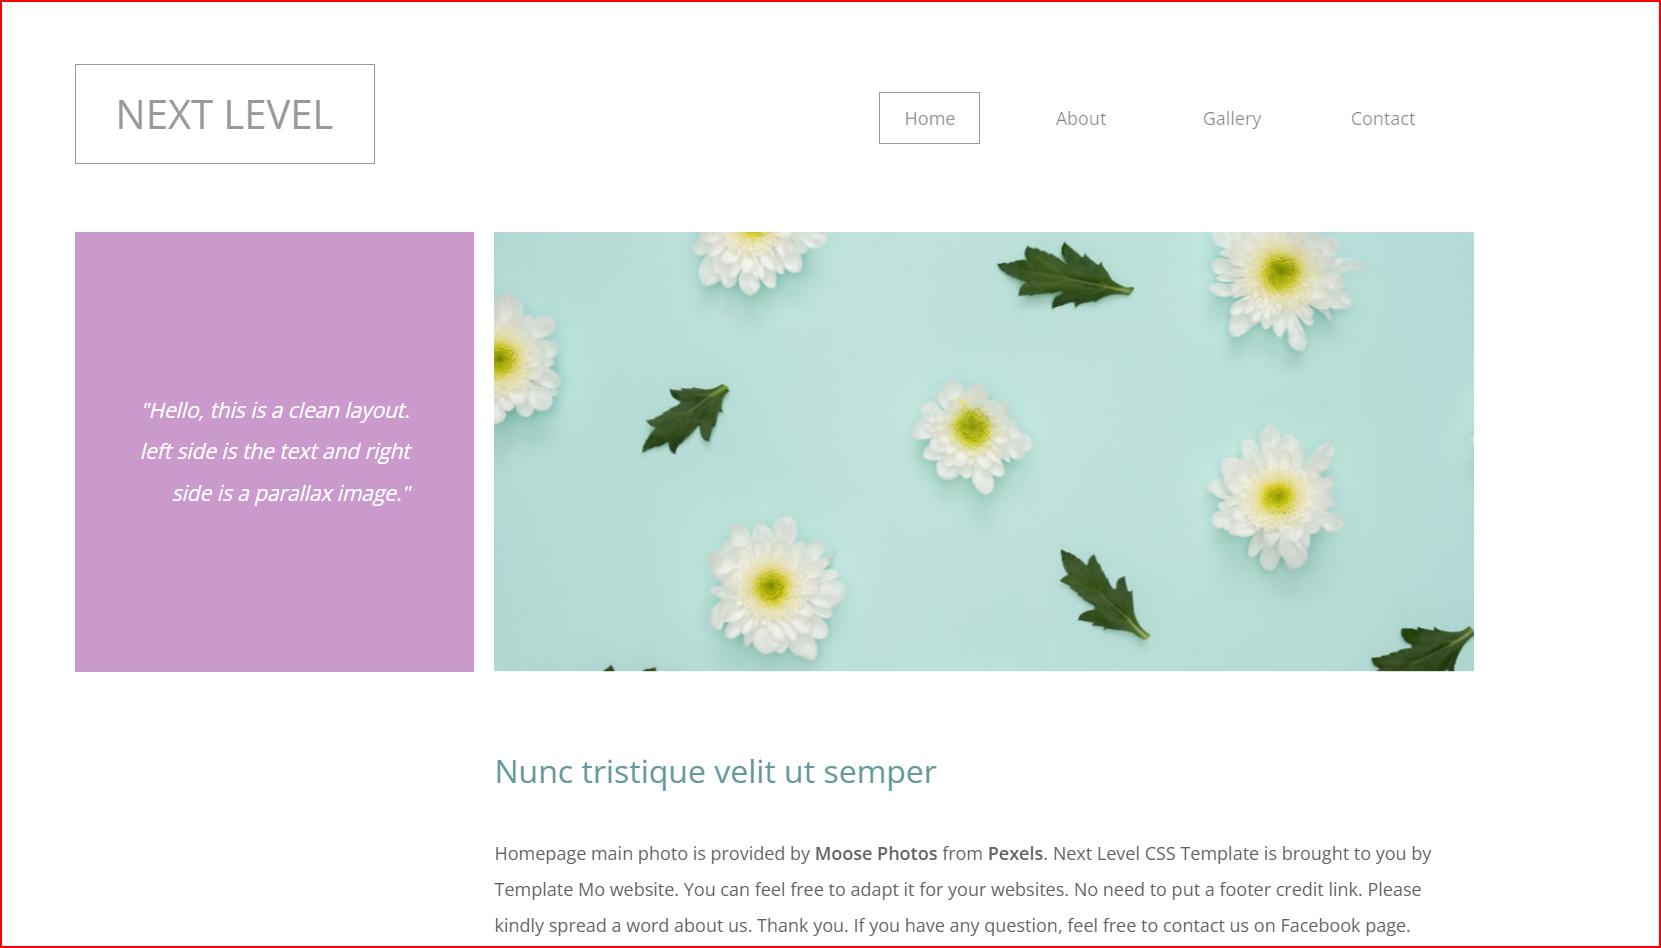 NEXT LEVEL
Home
About
Gallery
Contact
"Hello, this is a clean layout.
left side is the text and right
side is a parallax image."
Nunc tristique velit ut semper
Homepage main photo is provided by Moose Photos from Pexels. Next Level CSS Template is brought to you by
Template Mo website. You can feel free to adapt it for your websites. No need to put a footer credit link. Please
kindly spread a word about us. Thank you. If you have any question, feel free to contact us on Facebook page.